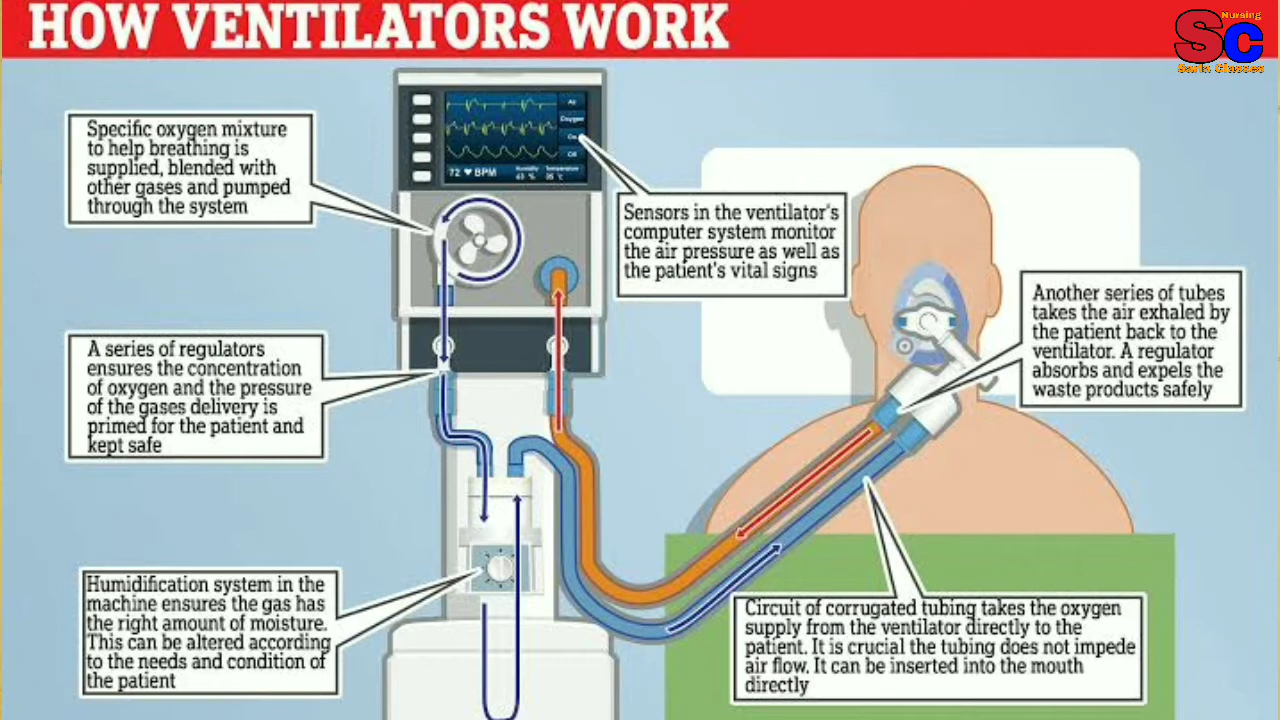 HOW VENTILATORS WORK
Nursing
Sc
Classes
Specific oxygen mixture
to help breathing is
supplied, blended with
other gases and pumped
through the system
Air
Oxygen
72 ♥ BPM
Humidity
Temperature
Sensors in the ventilator's
computer system monitor
the air pressure as well as
the patient's vital signs
Another series of tubes
takes the air exhaled by
the patient back to the
ventilator. A regulator
absorbs and expels the
waste products safely
A series of regulators
ensures the concentration
of oxygen and the pressure
of the gases delivery is
primed for the patient and
kept safe
Humidification system in the
machine ensures the gas has
the right amount of moisture.
This can be altered according
to the needs and condition of
the patient
Circuit of corrugated tubing takes the oxygen
supply from the ventilator directly to the
patient. It is crucial the tubing does not impede
air flow. It can be inserted into the mouth
directly